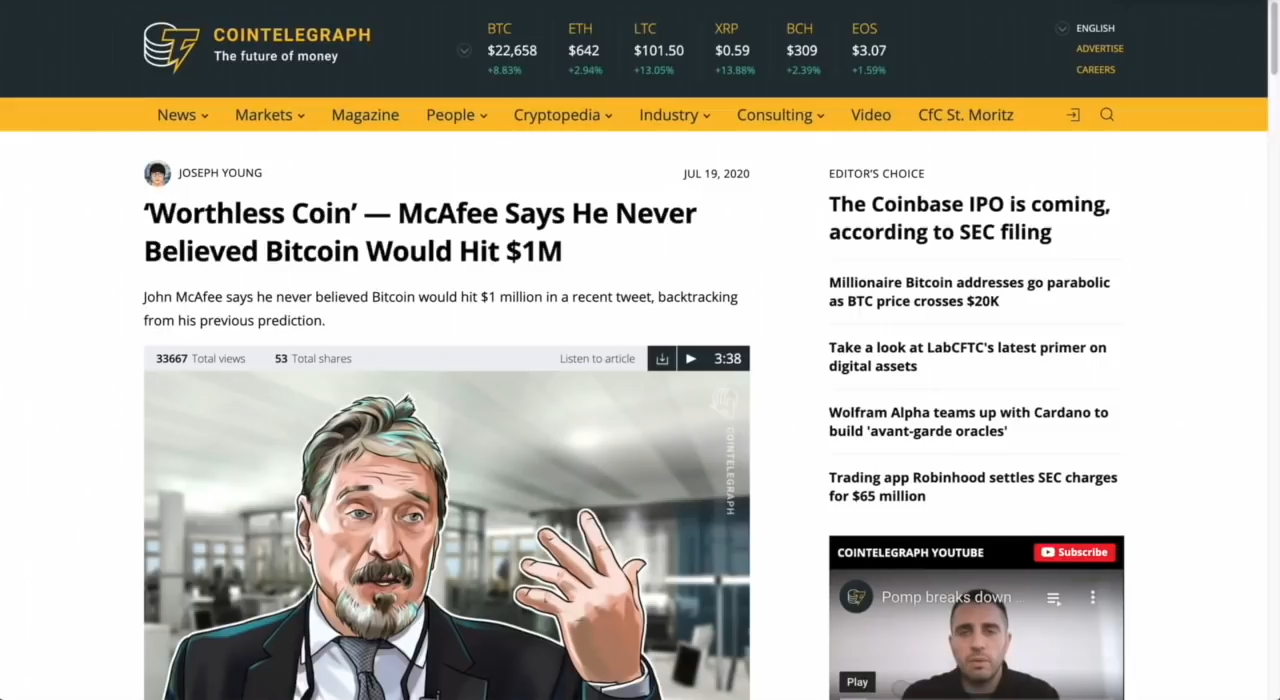 COINTELEGRAPH
The future of money
BTC
$22,658
+8.83%
ETH
$642
+2.94%
LTC
$101.50
+13.05%
XRP
$0.59
+13.88%
BCH
$309
+2.39%
EOS
$3.07
+1.59%
ENGLISH
ADVERTISE
CAREERS
News Markets Magazine People Cryptopedia Industry Consulting Video CfC St. Moritz
JOSEPH YOUNG
JUL 19, 2020
‘Worthless Coin’ — McAfee Says He Never
Believed Bitcoin Would Hit $1M
John McAfee says he never believed Bitcoin would hit $1 million in a recent tweet, backtracking
from his previous prediction.
33667 Total views 53 Total shares Listen to article 3:38
COINTELEGRAPH
EDITOR'S CHOICE
The Coinbase IPO is coming,
according to SEC filing
Millionaire Bitcoin addresses go parabolic
as BTC price crosses $20K
Take a look at LabCFTC's latest primer on
digital assets
Wolfram Alpha teams up with Cardano to
build 'avant-garde oracles'
Trading app Robinhood settles SEC charges
for $65 million
COINTELEGRAPH YOUTUBE Subscribe
Pomp breaks down ...
Play